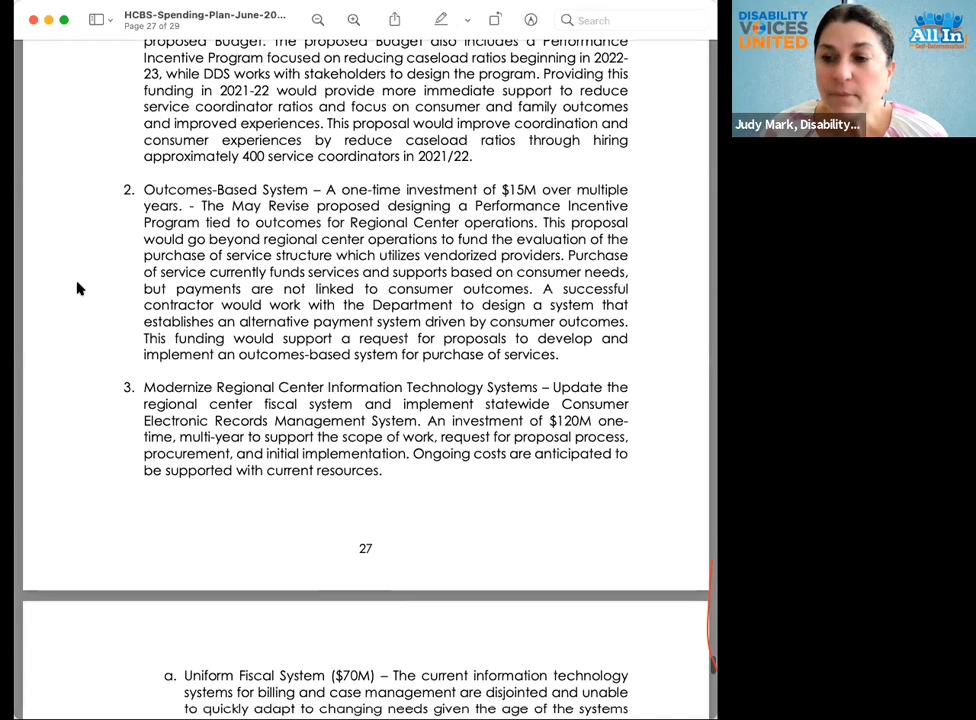 HCBS-Spending-Plan-June-20...
Page 27 of 29
Search
proposed Budget. The proposed Budget also includes a Performance
Incentive Program focused on reducing caseload ratios beginning in 2022-
23, while DDS works with stakeholders to design the program. Providing this
funding in 2021-22 would provide more immediate support to reduce
service coordinator ratios and focus on consumer and family outcomes
and improved experiences. This proposal would improve coordination and
consumer experiences by reduce caseload ratios through hiring
approximately 400 service coordinators in 2021/22.
2. Outcomes-Based System – A one-time investment of $15M over multiple
years. - The May Revise proposed designing a Performance Incentive
Program tied to outcomes for Regional Center operations. This proposal
would go beyond regional center operations to fund the evaluation of the
purchase of service structure which utilizes vendorized providers. Purchase
of service currently funds services and supports based on consumer needs,
but payments are not linked to consumer outcomes. A successful
contractor would work with the Department to design a system that
establishes an alternative payment system driven by consumer outcomes.
This funding would support a request for proposals to develop and
implement an outcomes-based system for purchase of services.
3. Modernize Regional Center Information Technology Systems – Update the
regional center fiscal system and implement statewide Consumer
Electronic Records Management System. An investment of $120M one-
time, multi-year to support the scope of work, request for proposal process,
procurement, and initial implementation. Ongoing costs are anticipated to
be supported with current resources.
27
a. Uniform Fiscal System ($70M) – The current information technology
systems for billing and case management are disjointed and unable
to quickly adapt to changing needs given the age of the systems
DISABILITY
VOICES
UNITED
All In
for Self-Determination!
Judy Mark, Disability...